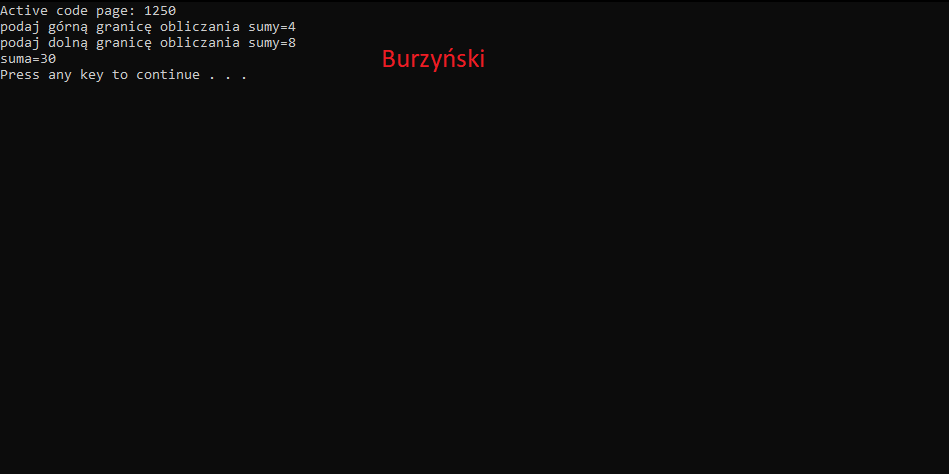 Active code page: 1250
podaj górną granicę obliczania sumy=4
podaj dolną granicę obliczania sumy=8
suma=30
Burzyński
Press any key to continue . . .